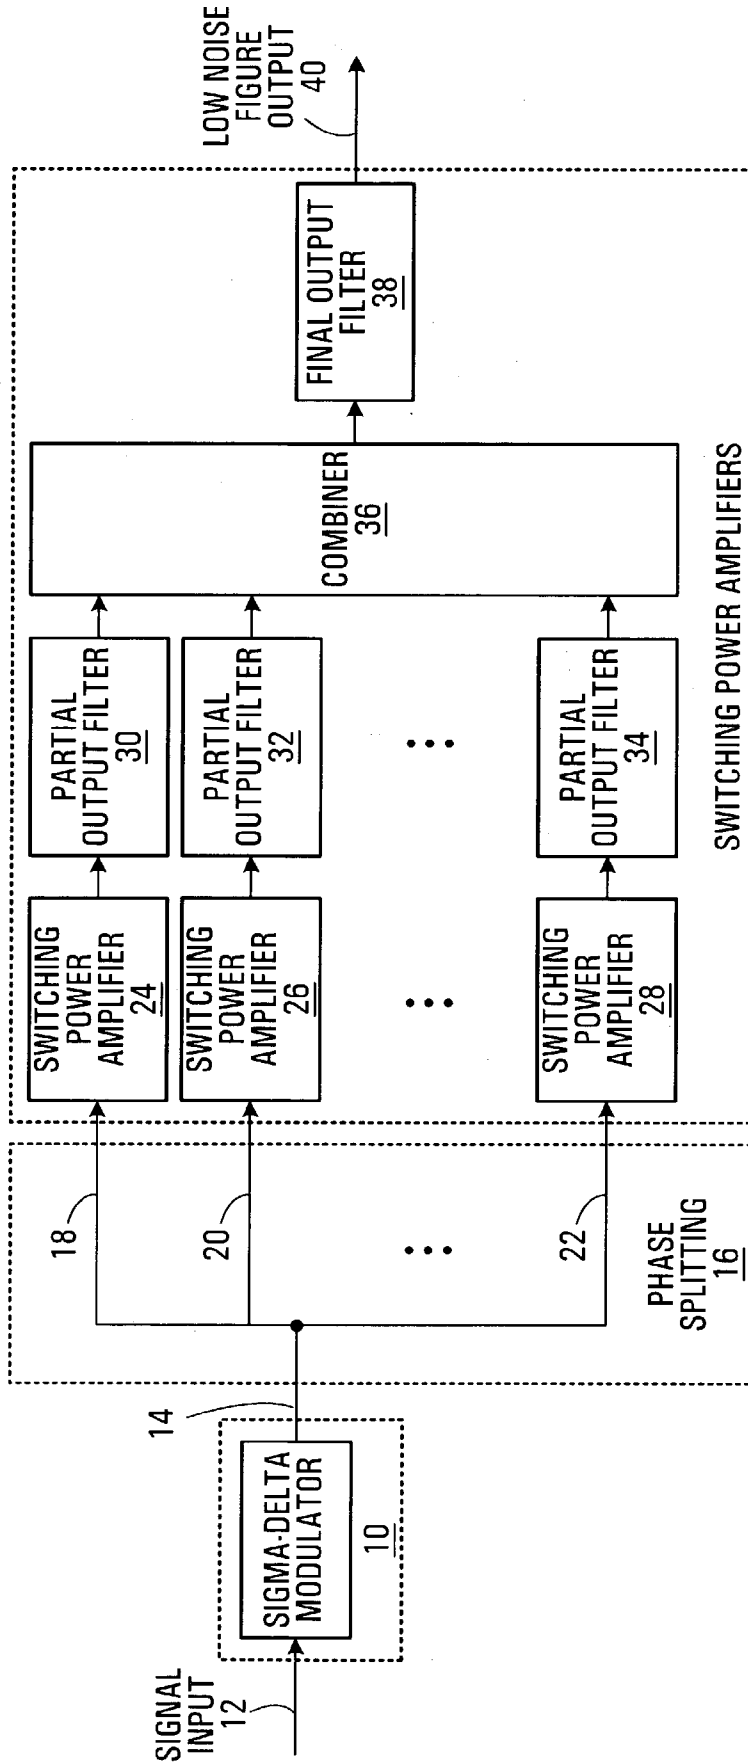 SIGNAL
INPUT
12
SIGMA-DELTA
MODULATOR
10
14
18
20
22
PHASE
SPLITTING
16
SWITCHING
POWER
AMPLIFIER
24
SWITCHING
POWER
AMPLIFIER
26
SWITCHING
POWER
AMPLIFIER
28
PARTIAL
OUTPUT FILTER
30
PARTIAL
OUTPUT FILTER
32
PARTIAL
OUTPUT FILTER
34
COMBINER
36
FINAL OUTPUT
FILTER
38
LOW NOISE
FIGURE
OUTPUT
40
SWITCHING POWER AMPLIFIERS